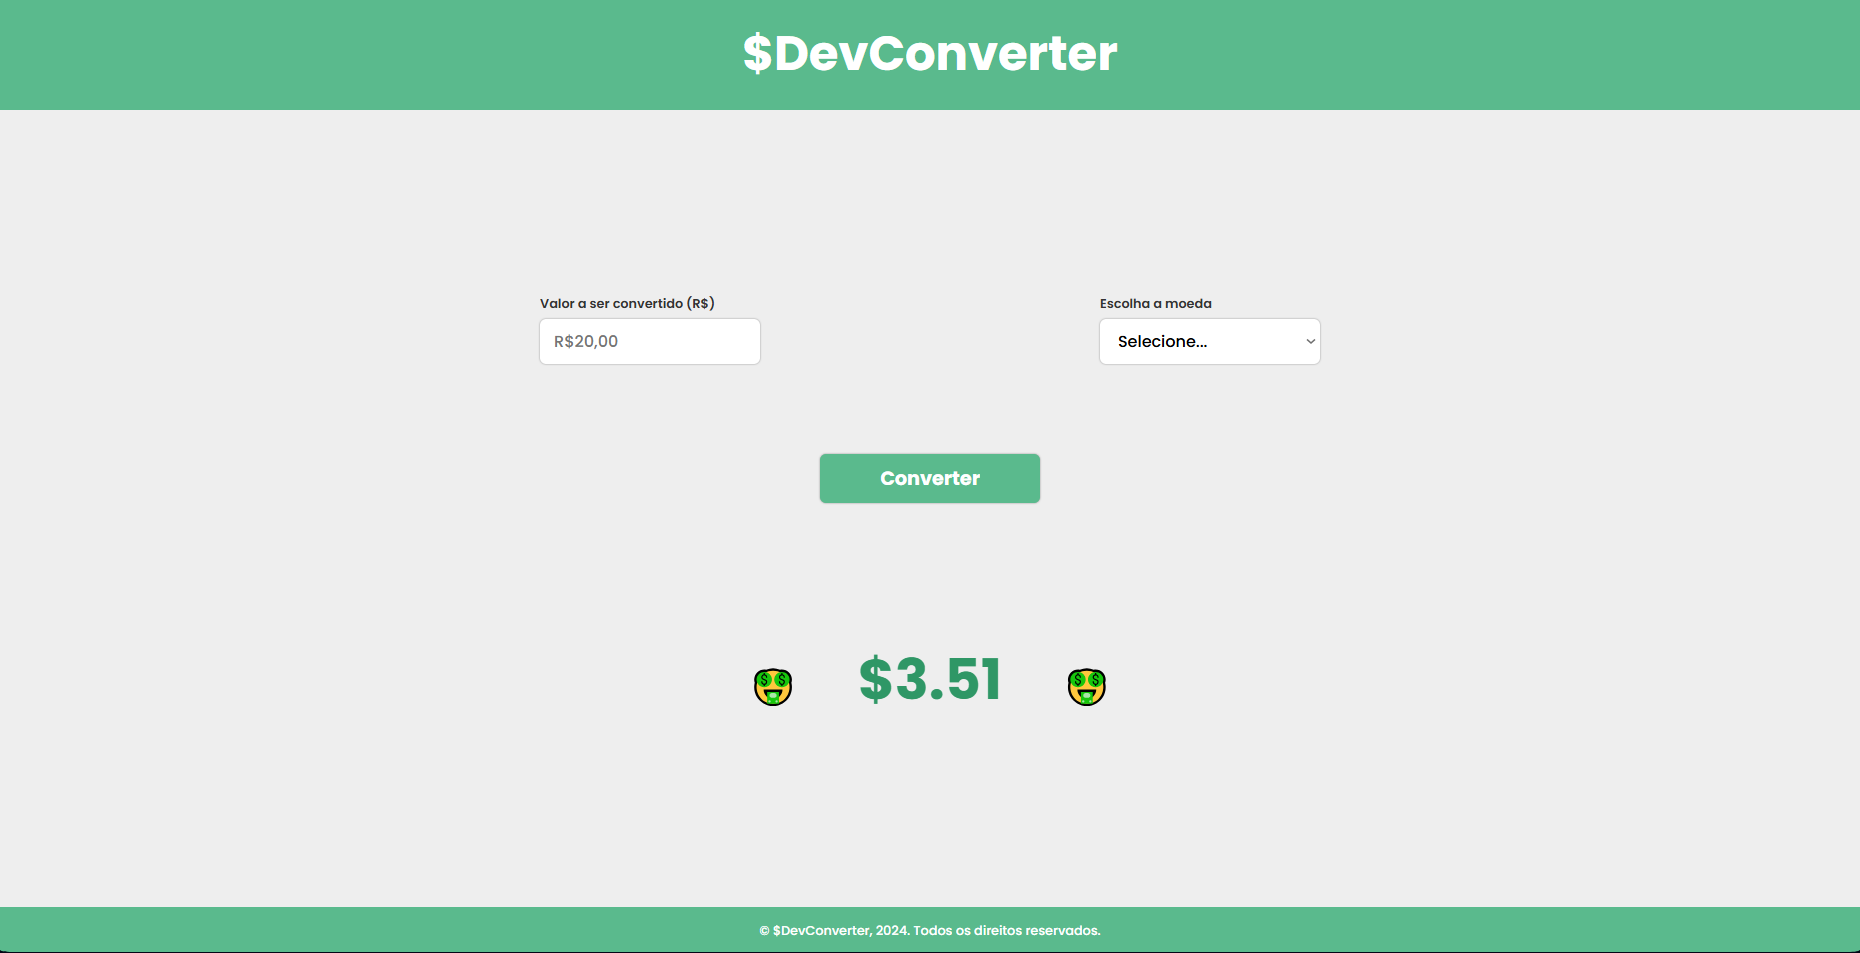 $DevConverter
Valor a ser convertido (R$)
Escolha a moeda
R$20,00
Selecione...
Converter
$3.51
© $DevConverter, 2024. Todos os direitos reservados.